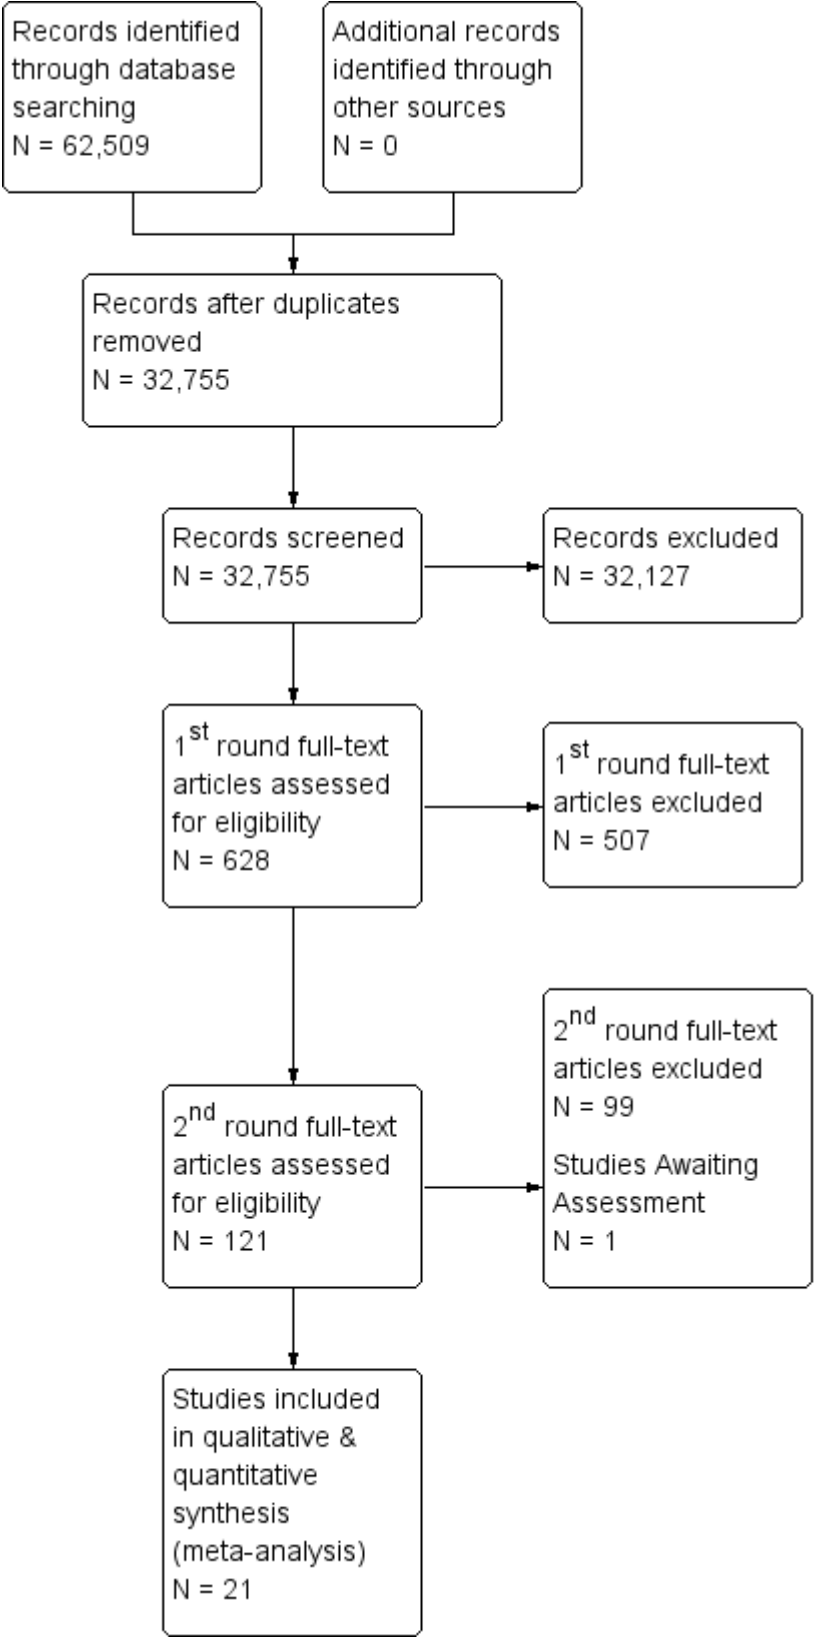 Records identified
through database
searching
N = 62,509
Additional records
identified through
other sources
N = 0
Records after duplicates
removed
N = 32,755
Records screened
N = 32,755
Records excluded
N = 32,127
1st round full-text
articles assessed
for eligibility
N = 628
1st round full-text
articles excluded
N = 507
2nd round full-text
articles assessed
for eligibility
N = 121
2nd round full-text
articles excluded
N = 99
Studies Awaiting
Assessment
N = 1
Studies included
in qualitative &
quantitative
synthesis
(meta-analysis)
N = 21